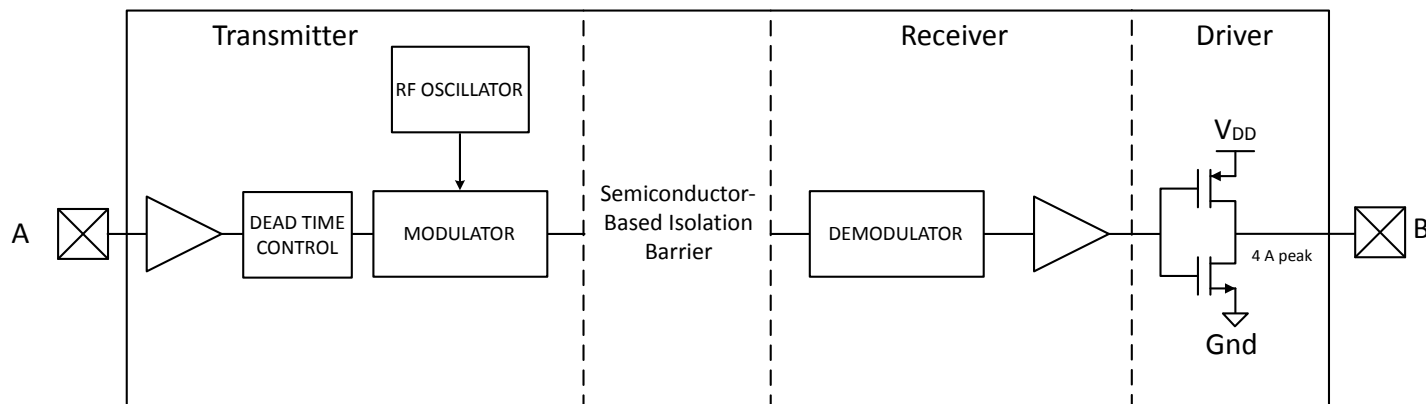 Transmitter
Receiver
Driver
RF OSCILLATOR
VDD
A
DEAD TIME
CONTROL
MODULATOR
Semiconductor-
Based Isolation
Barrier
DEMODULATOR
4 A peak
B
Gnd